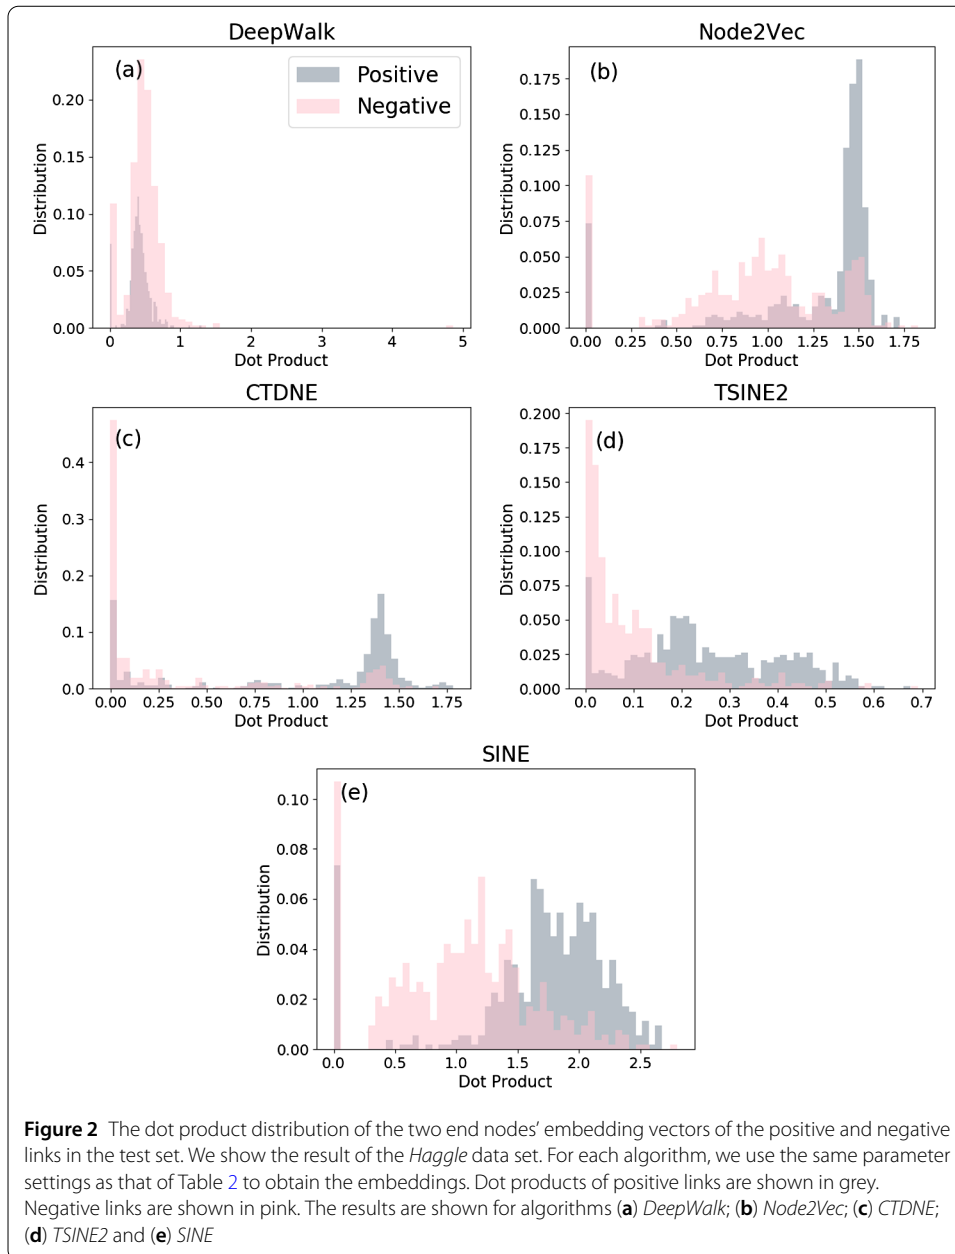 DeepWalk
(a)
Positive
Negative
0.20
0.15
0.10
0.05
0.00
Distribution
0 1 2 3 4 5
Dot Product
Node2Vec
(b)
0.175
0.150
0.125
0.100
0.075
0.050
0.025
0.000
Distribution
0.00 0.25 0.50 0.75 1.00 1.25 1.50 1.75
Dot Product
CTDNE
(c)
0.4
0.3
0.2
0.1
0.0
Distribution
0.00 0.25 0.50 0.75 1.00 1.25 1.50 1.75
Dot Product
TSINE2
(d)
0.200
0.175
0.150
0.125
0.100
0.075
0.050
0.025
0.000
Distribution
0.0 0.1 0.2 0.3 0.4 0.5 0.6 0.7
Dot Product
SINE
(e)
0.10
0.08
0.06
0.04
0.02
0.00
Distribution
0.0 0.5 1.0 1.5 2.0 2.5
Dot Product
Figure 2 The dot product distribution of the two end nodes' embedding vectors of the positive and negative
links in the test set. We show the result of the Haggle data set. For each algorithm, we use the same parameter
settings as that of Table 2 to obtain the embeddings. Dot products of positive links are shown in grey.
Negative links are shown in pink. The results are shown for algorithms (a) DeepWalk; (b) Node2Vec; (c) CTDNE;
(d) TSINE2 and (e) SINE